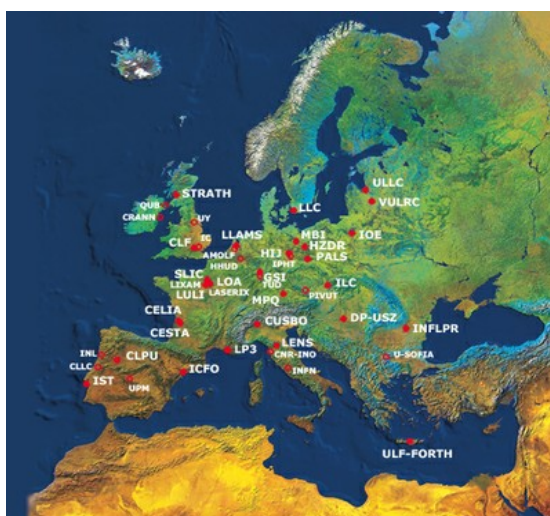 STRATH
QUB
CRANN
UY
ULLC
VULRC
LLC
IC
CLF
LLAMS
AMOLF
HHUD
MBI
HZDR
IOE
HIJ
IPHT
PALS
SLIC
LIXAM
LULI
LOA
LASERIX
GSI
TUD
MPQ
ILC
PIVUT
CELIA
CESTA
CUSBO
DP-USZ
INFLPR
INL
CLLC
CLPU
IST
UPM
ICFO
LP3
LENS
CNR-INO
INFN
U-SOFIA
ULF-FORTH